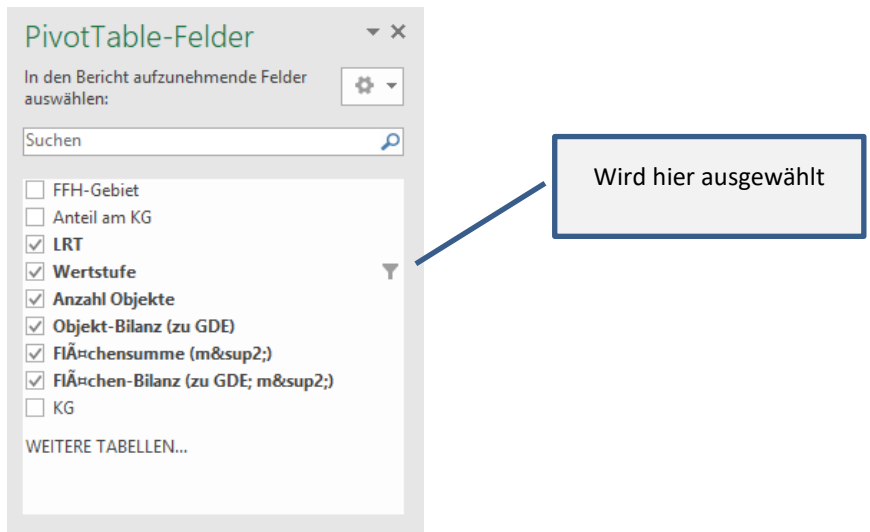 PivotTable-Felder
In den Bericht aufzunehmende Felder
auswählen:
Suchen
FFH-Gebiet
Anteil am KG
LRT
Wertstufe
Anzahl Objekte
Objekt-Bilanz (zu GDE)
FlÃ¤chensumme (m&sup2;)
FlÃ¤chen-Bilanz (zu GDE; m&sup2;)
KG
WEITERE TABELLEN...
Wird hier ausgewählt